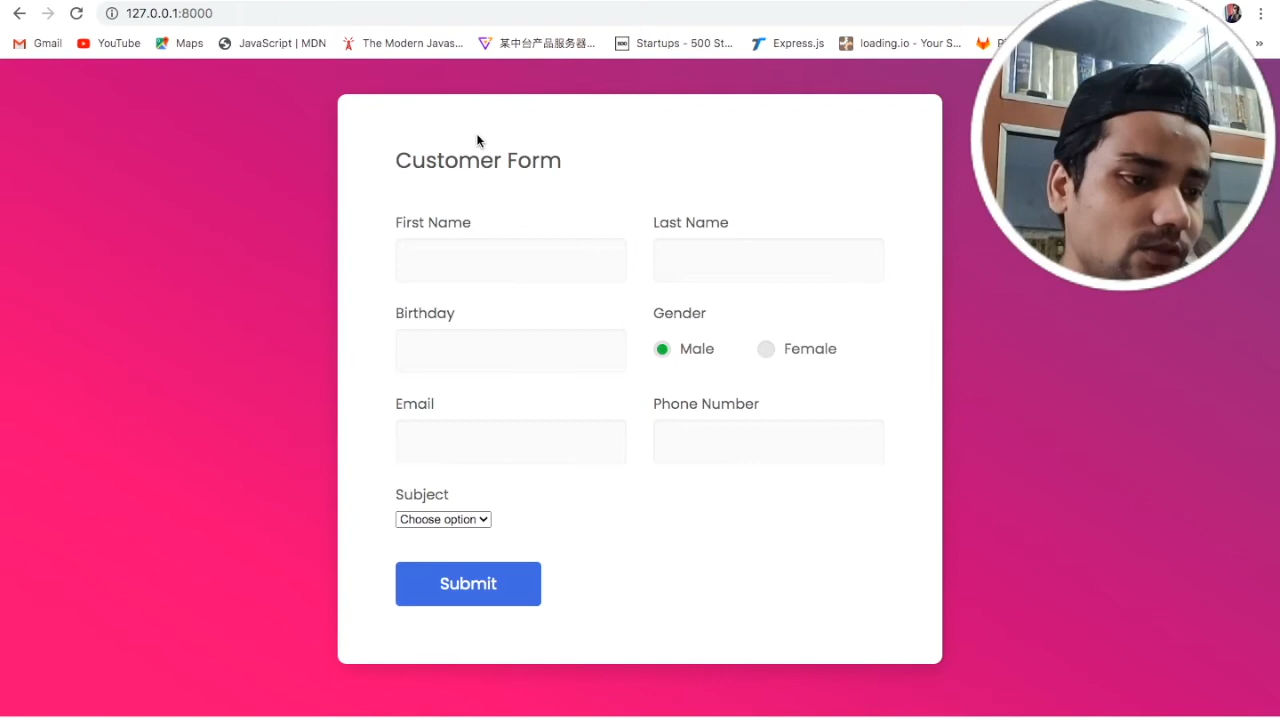 127.0.0.1:8000
Gmail YouTube Maps JavaScript | MDN The Modern Javas... 某中台产品服务器... Startups - 500 St... Express.js loading.io - Your S... »
Customer Form
First Name Last Name
Birthday Gender
Male Female
Email Phone Number
Subject
Choose option
Submit